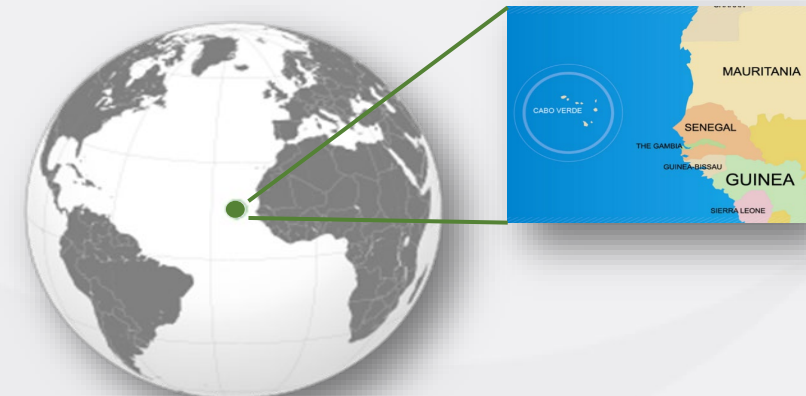 MAURITANIA
CABO VERDE
SENEGAL
THE GAMBIA
GUINEA-BISSAU
GUINEA
SIERRA LEONE